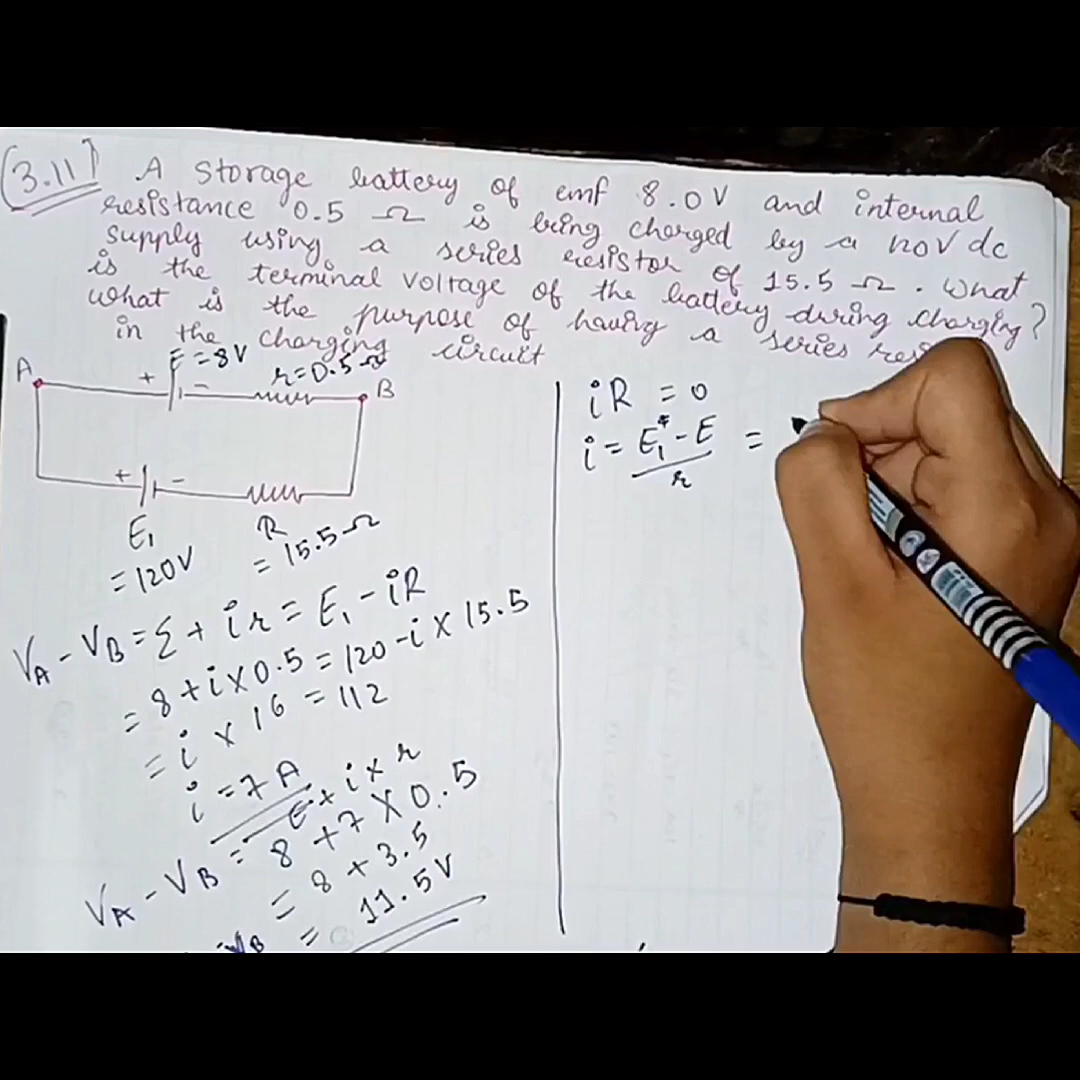 (3.11) A storage battery of emf 8.0V and internal
resistance 0.5 Ω is being charged by a 120V dc
supply using a series resistor of 15.5 Ω. What
is the terminal voltage of the battery during charging?
what is the purpose of having a series
in the charging circuit
E = 8V
r=0.5 Ω
A
+
-
B
+
-
E₁
R
=120V
= 15.5 Ω
VA - VB = Σ + ir = E₁ - iR
= 8 + i × 0.5 = 120 - i × 15.5
= i × 16 = 112
i = 7A
VA - VB = E + i × r
8 + 7 × 0.5
= 8 + 3.5
VB = 11.5V
iR = 0
i = E₁ - E =
r